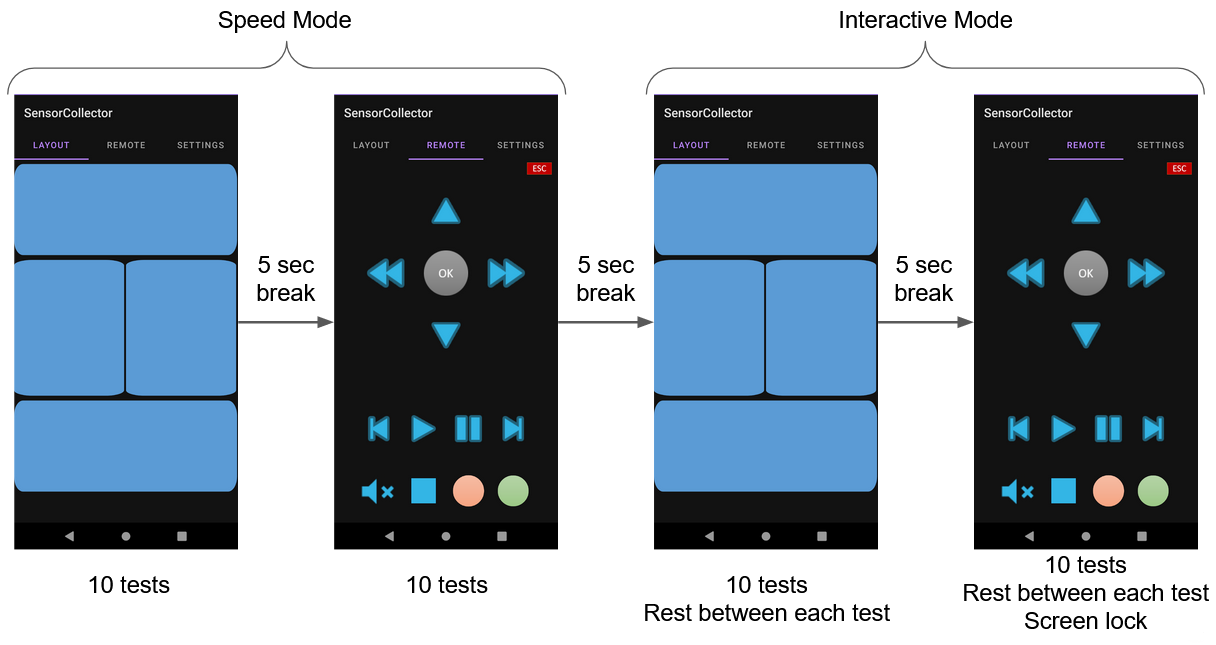 Speed Mode
Interactive Mode
SensorCollector
LAYOUT REMOTE SETTINGS
5 sec
break
10 tests
SensorCollector
LAYOUT REMOTE SETTINGS
ESC
OK
10 tests
5 sec
break
SensorCollector
LAYOUT REMOTE SETTINGS
10 tests
Rest between each test
5 sec
break
SensorCollector
LAYOUT REMOTE SETTINGS
ESC
OK
10 tests
Rest between each test
Screen lock